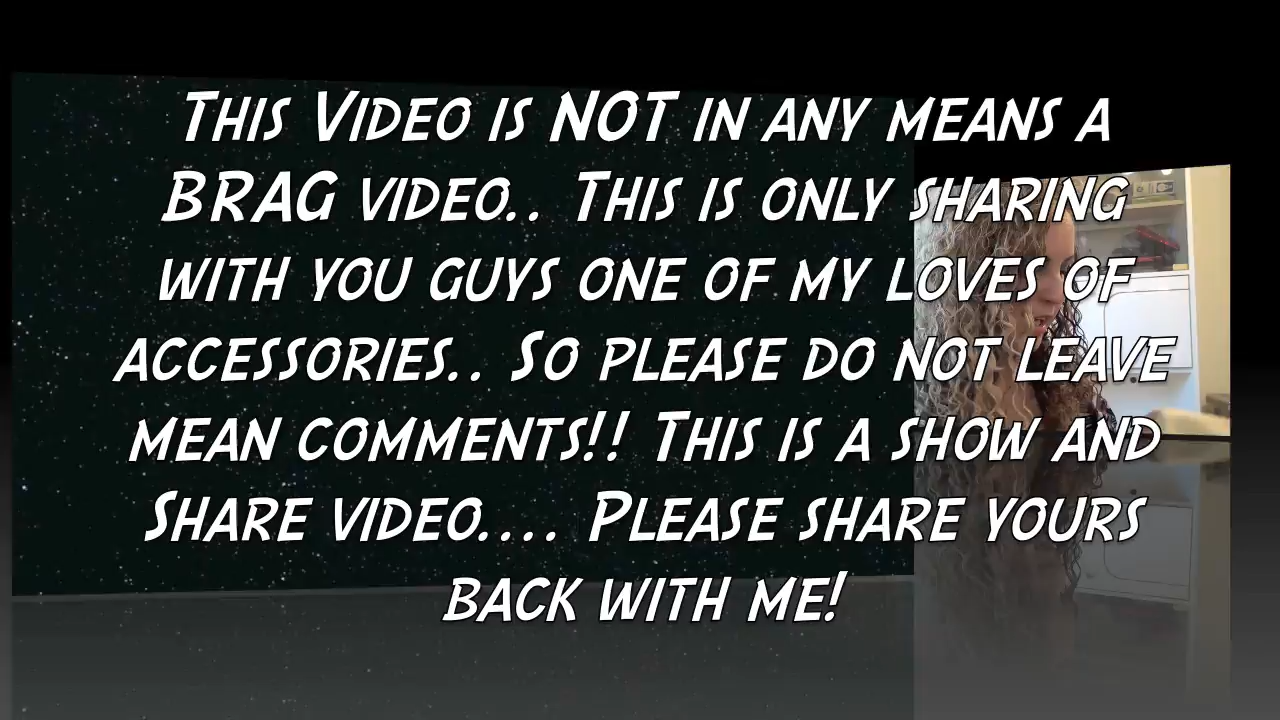 This Video is NOT in any means a
BRAG video.. This is only sharing
with you guys one of my loves of
accessories.. So please do not leave
mean comments!! This is a show and
Share video.... Please share yours
back with me!